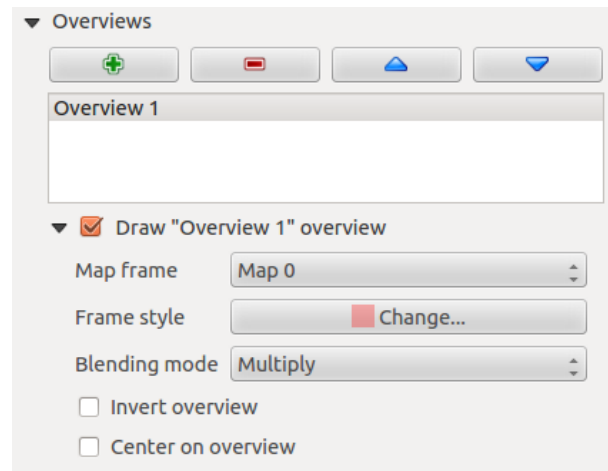 Overviews
Overview 1
Draw "Overview 1" overview
Map frame Map 0
Frame style Change...
Blending mode Multiply
Invert overview
Center on overview